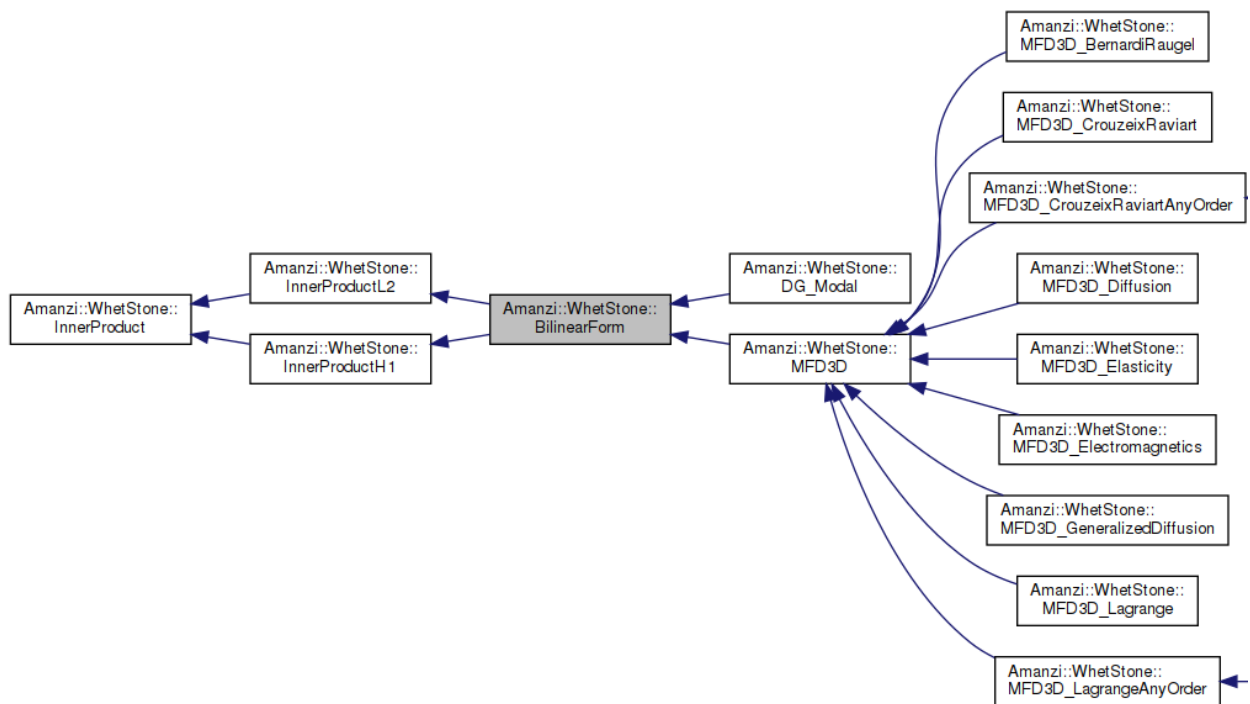 Amanzi::WhetStone::
InnerProduct
Amanzi::WhetStone::
InnerProductL2
Amanzi::WhetStone::
InnerProductH1
Amanzi::WhetStone::
BilinearForm
Amanzi::WhetStone::
DG_Modal
Amanzi::WhetStone::
MFD3D
Amanzi::WhetStone::
MFD3D_BernardiRaugel
Amanzi::WhetStone::
MFD3D_CrouzeixRaviart
Amanzi::WhetStone::
MFD3D_CrouzeixRaviartAnyOrder
Amanzi::WhetStone::
MFD3D_Diffusion
Amanzi::WhetStone::
MFD3D_Elasticity
Amanzi::WhetStone::
MFD3D_Electromagnetics
Amanzi::WhetStone::
MFD3D_GeneralizedDiffusion
Amanzi::WhetStone::
MFD3D_Lagrange
Amanzi::WhetStone::
MFD3D_LagrangeAnyOrder